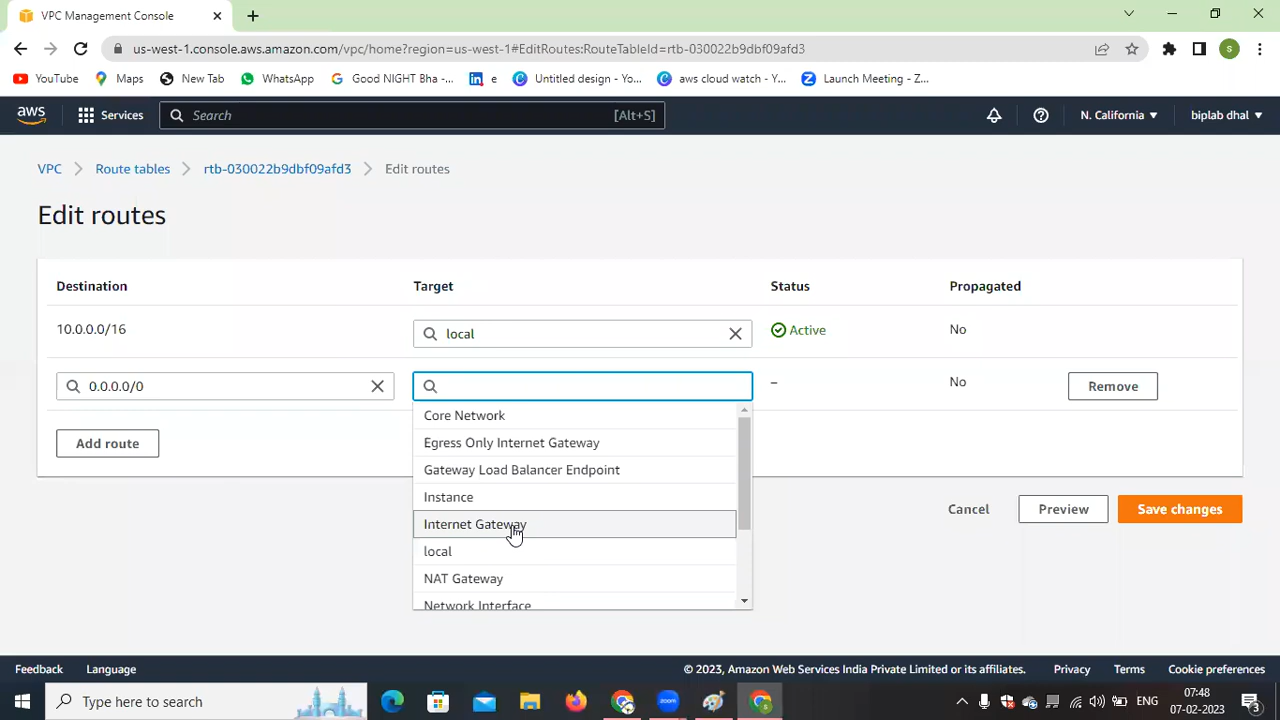 VPC Management Console
us-west-1.console.aws.amazon.com/vpc/home?region=us-west-1#EditRoutes:RouteTableId=rtb-030022b9dbf09afd3
S
YouTube Maps New Tab WhatsApp Good NIGHT Bha - ... e Untitled design - Yo... aws cloud watch - Y... Launch Meeting - Z...
aws Services Search [Alt+S] N. California biplab dhal
VPC Route tables rtb-030022b9dbf09afd3 Edit routes
Edit routes
Destination Target Status Propagated
10.0.0.0/16 local Active No
0.0.0.0/0 – No Remove
Core Network
Add route
Egress Only Internet Gateway
Gateway Load Balancer Endpoint
Instance
Cancel Preview Save changes
Internet Gateway
local
NAT Gateway
Network Interface
Feedback Language © 2023, Amazon Web Services India Private Limited or its affiliates. Privacy Terms Cookie preferences
Type here to search zoom ENG 07:48
07-02-2023 3